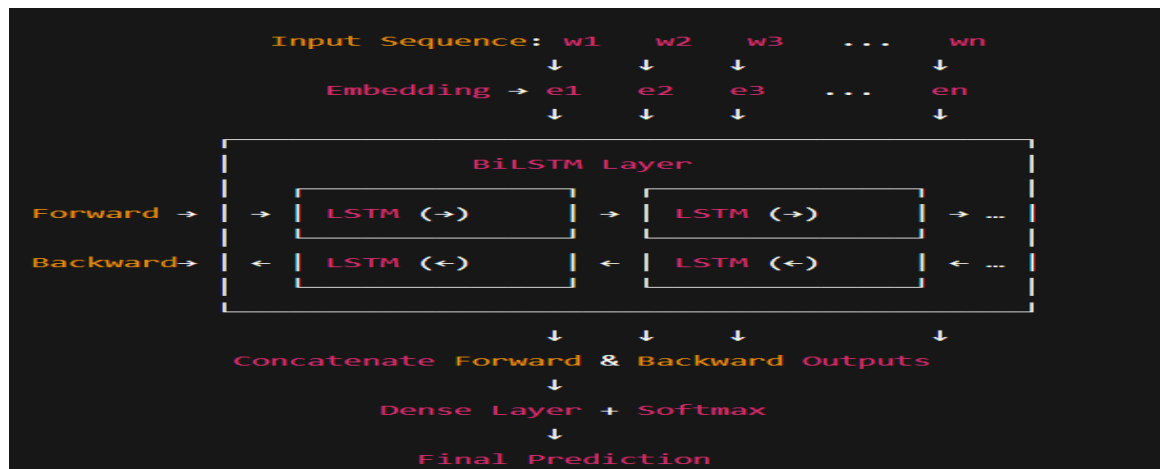 Input Sequence: w1 w2 w3 ... wn
↓ ↓ ↓ ↓
Embedding → e1 e2 e3 ... en
↓ ↓ ↓ ↓
BiLSTM Layer
Forward → | → | LSTM (→) | → | LSTM (→) | → … |
Backward→ | ← | LSTM (←) | ← | LSTM (←) | ← … |
↓ ↓ ↓ ↓
Concatenate Forward & Backward Outputs
↓
Dense Layer + Softmax
↓
Final Prediction